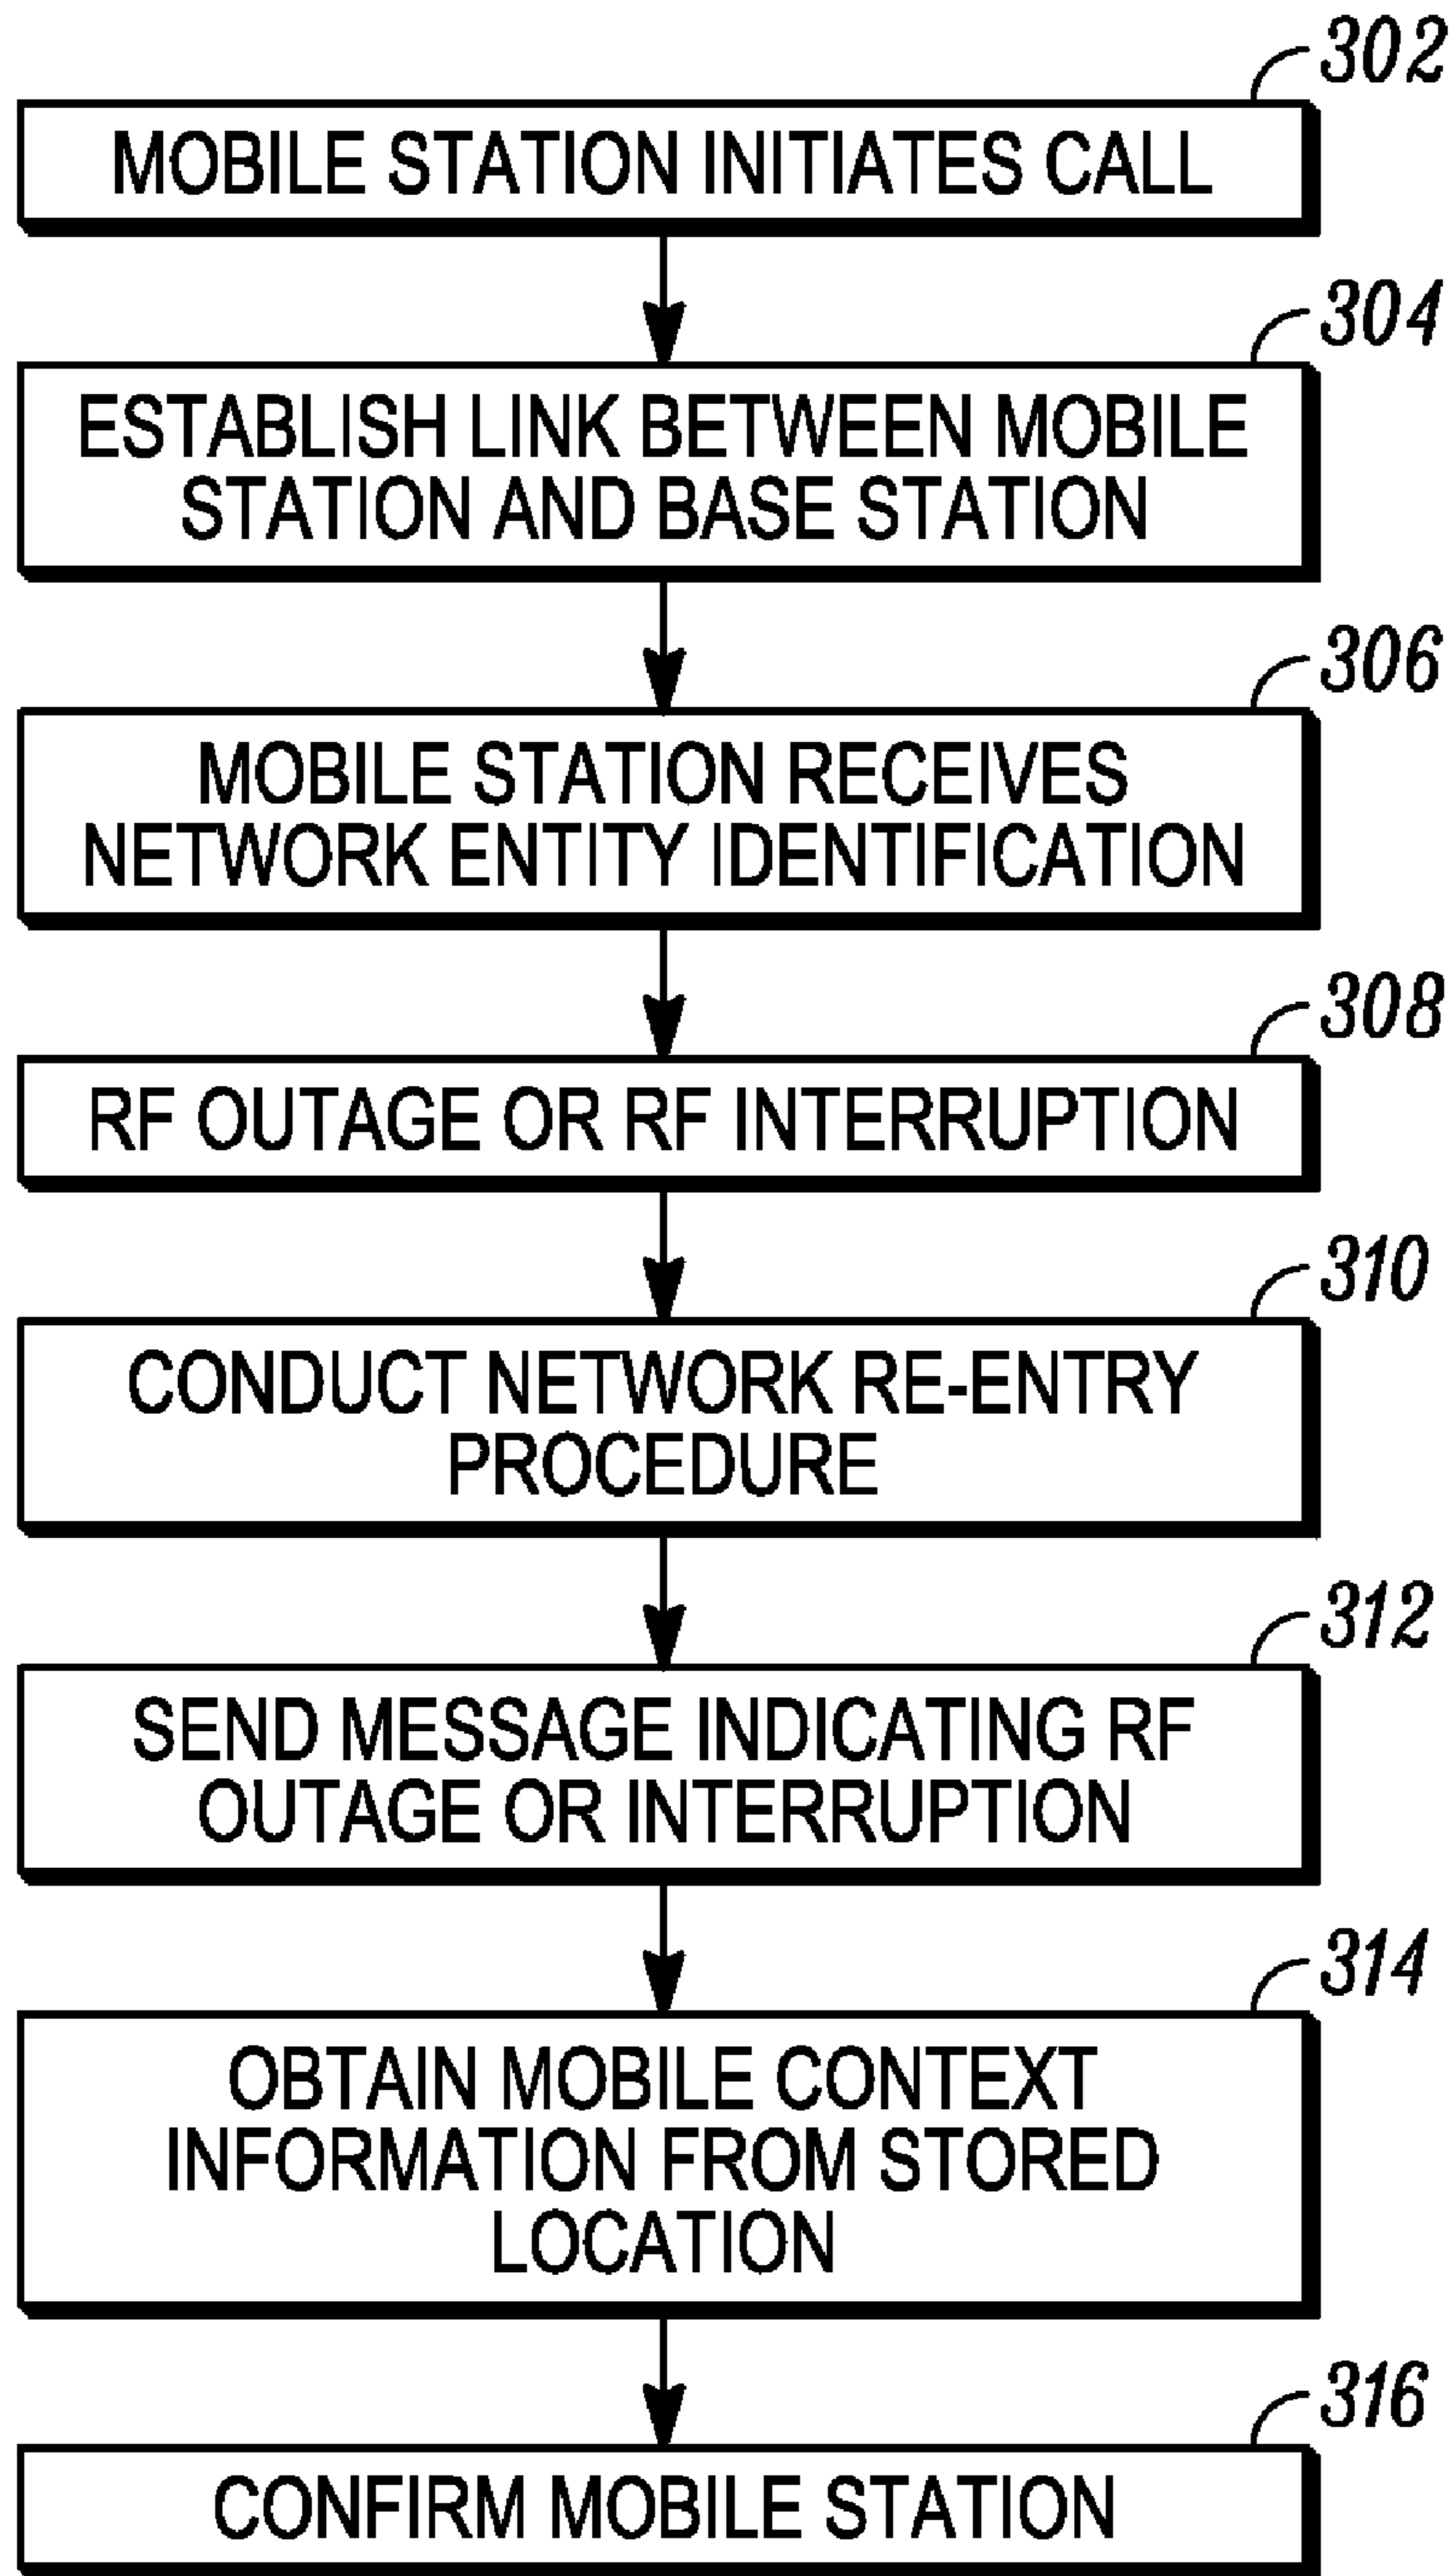 302
MOBILE STATION INITIATES CALL
304
ESTABLISH LINK BETWEEN MOBILE
STATION AND BASE STATION
306
MOBILE STATION RECEIVES
NETWORK ENTITY IDENTIFICATION
308
RF OUTAGE OR RF INTERRUPTION
310
CONDUCT NETWORK RE-ENTRY
PROCEDURE
312
SEND MESSAGE INDICATING RF
OUTAGE OR INTERRUPTION
314
OBTAIN MOBILE CONTEXT
INFORMATION FROM STORED
LOCATION
316
CONFIRM MOBILE STATION